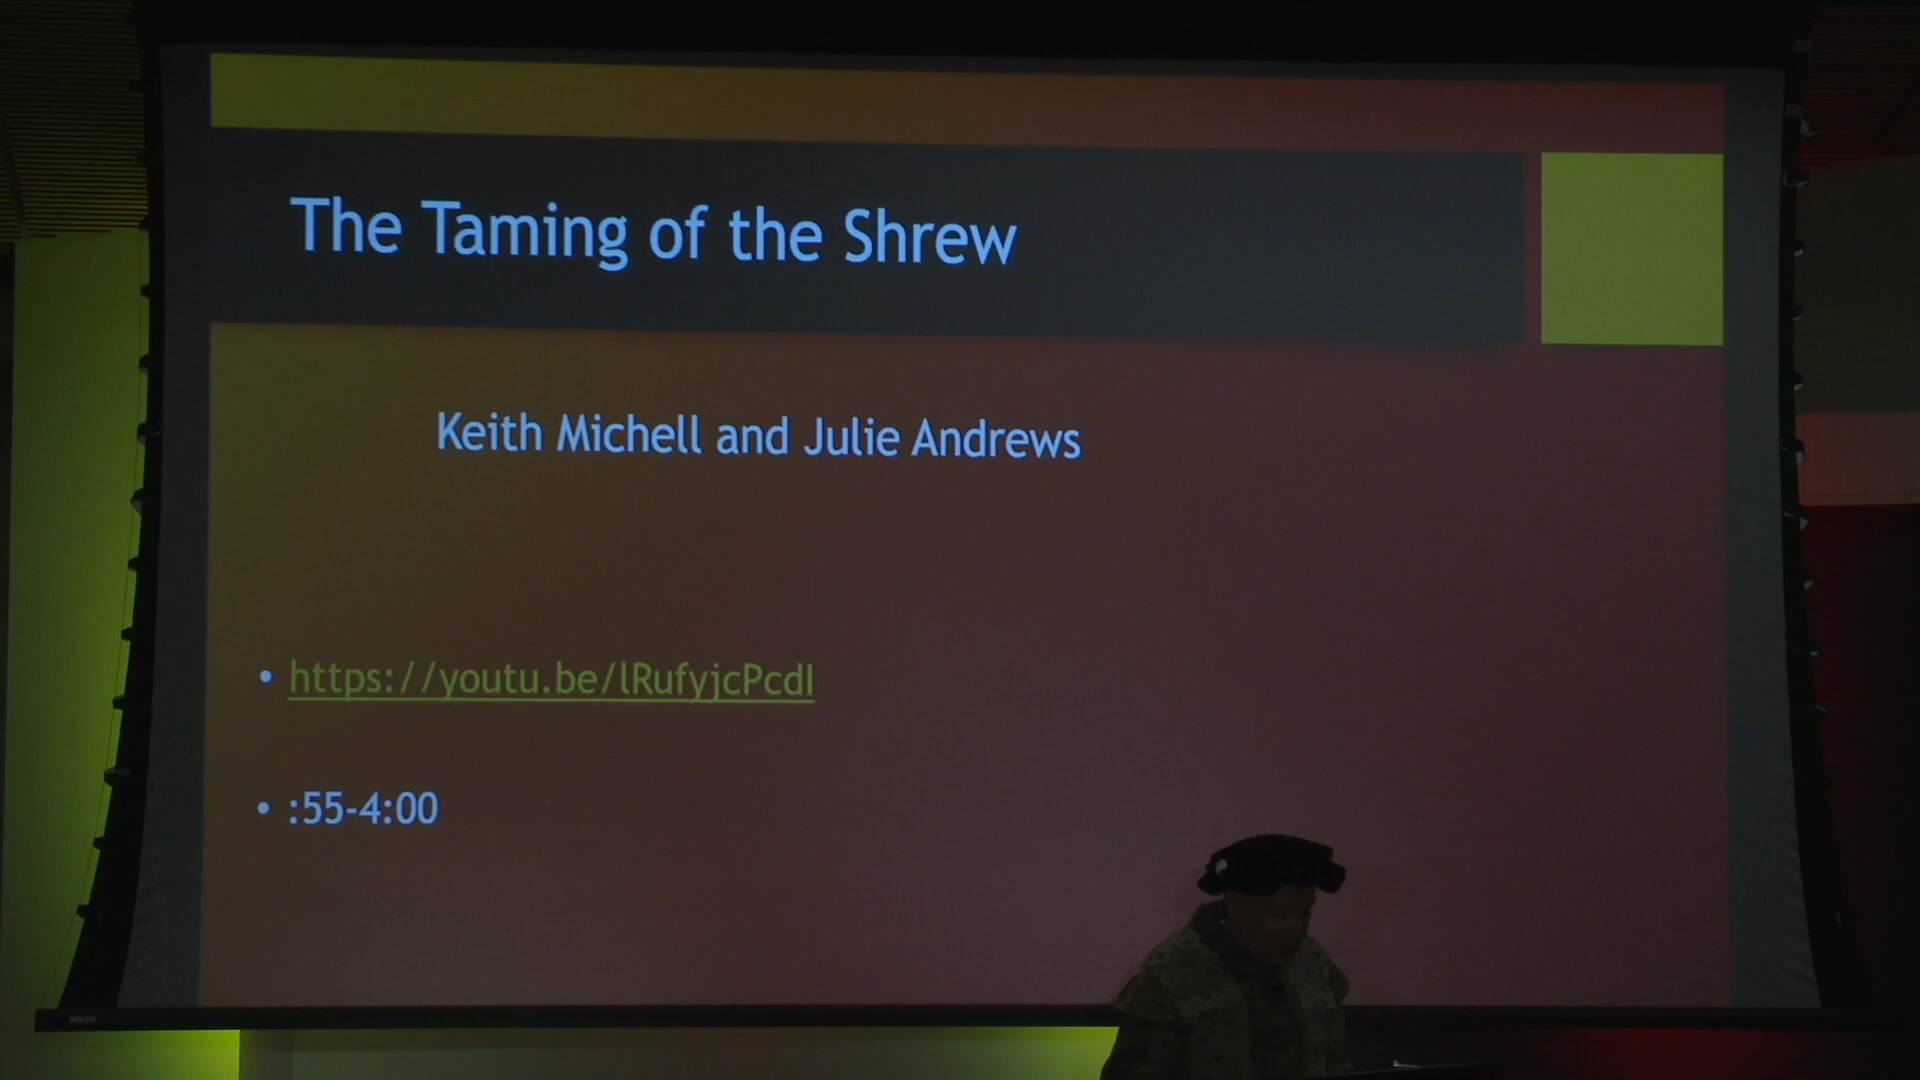 The Taming of the Shrew
Keith Michell and Julie Andrews
• https://youtu.be/lRufyjcPcdI
• :55-4:00